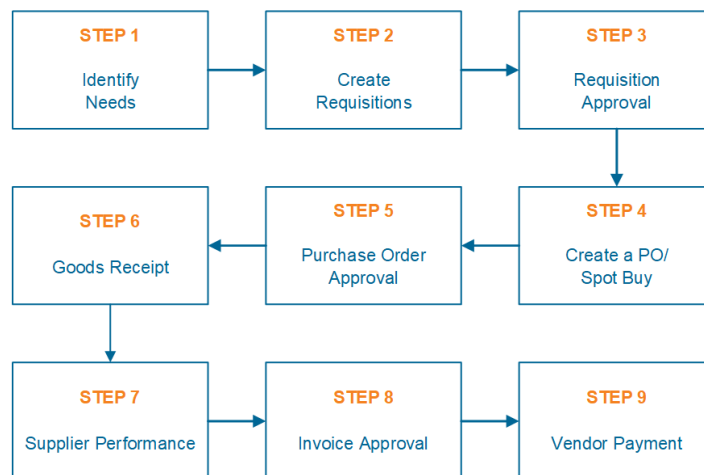 STEP 1
Identify
Needs
STEP 2
Create
Requisitions
STEP 3
Requisition
Approval
STEP 4
Create a PO/
Spot Buy
STEP 5
Purchase Order
Approval
STEP 6
Goods Receipt
STEP 7
Supplier Performance
STEP 8
Invoice Approval
STEP 9
Vendor Payment